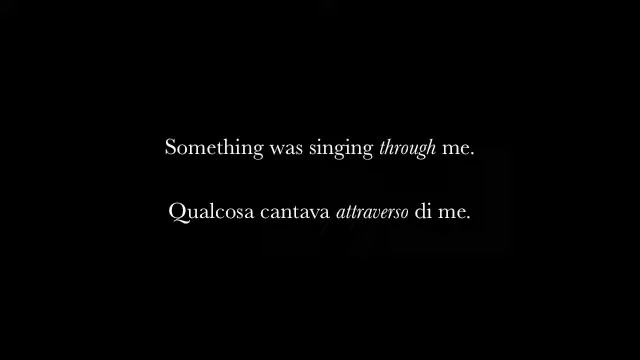 Something was singing through me.
Qualcosa cantava attraverso di me.